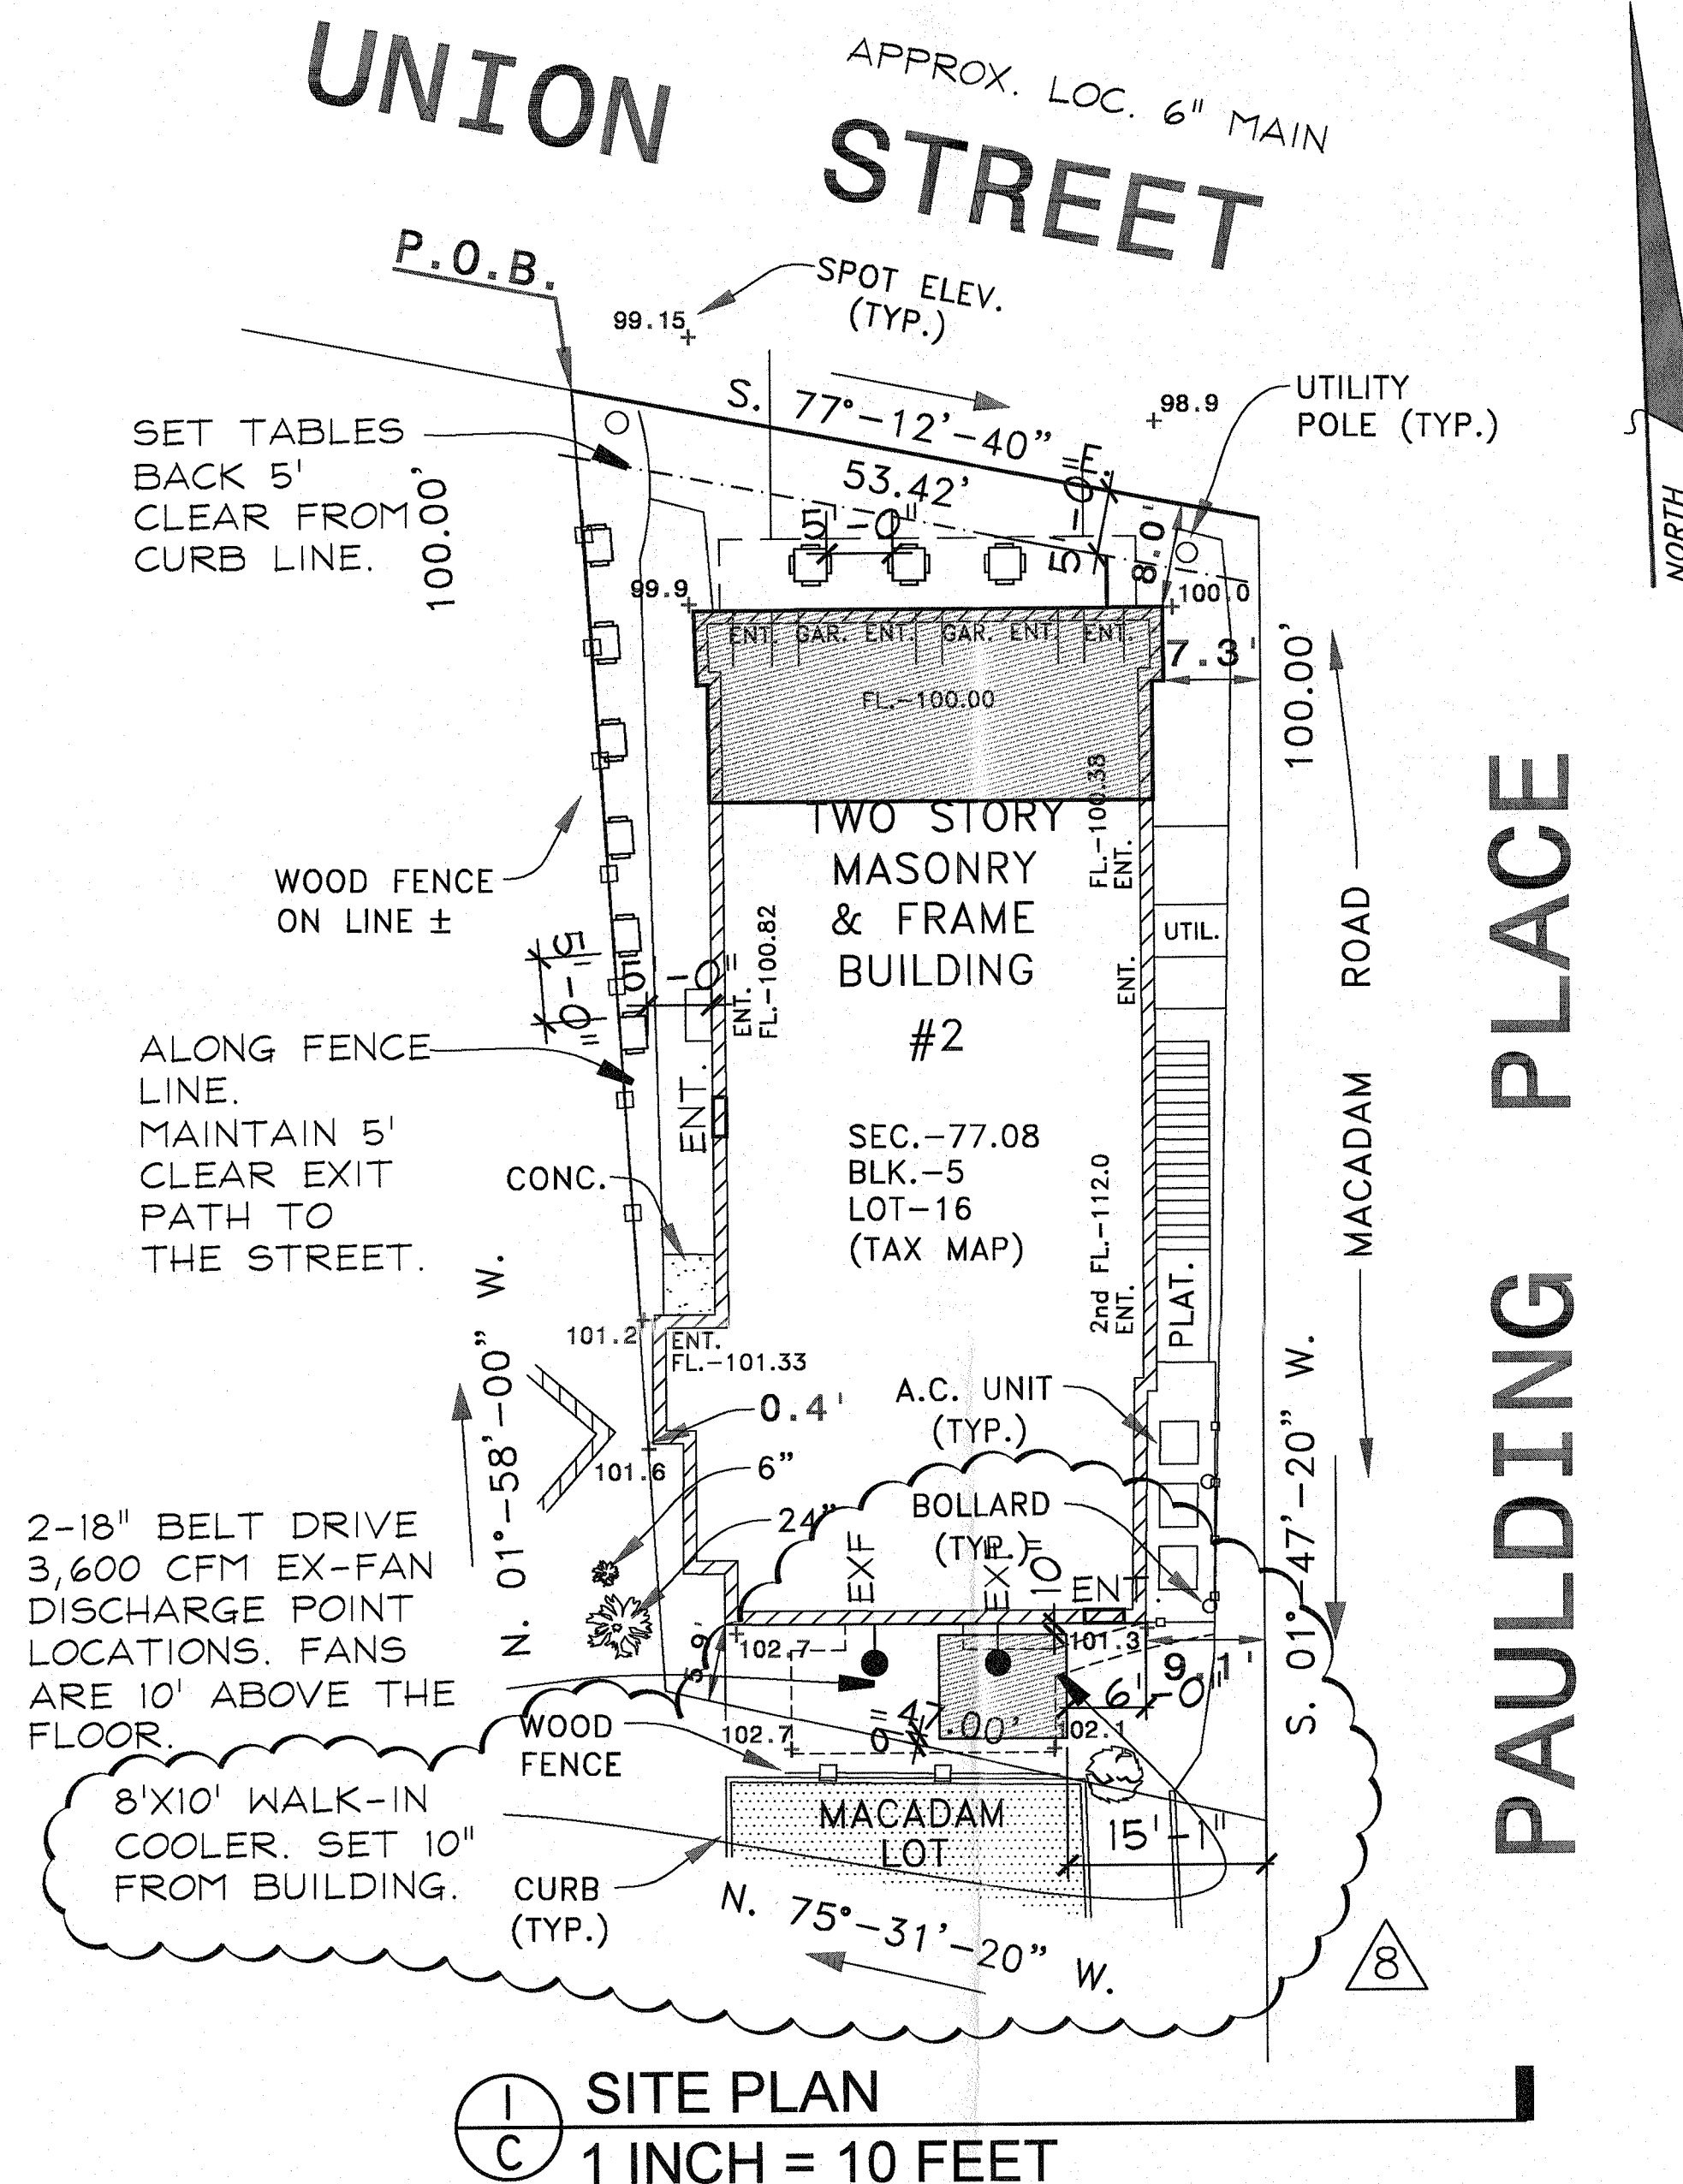 UNION STREET
APPROX. LOC. 6" MAIN
P.O.B.
SPOT ELEV.
(TYP.)
99.15
S. 77°-12'-40" E.
53.42'
98.9
UTILITY
POLE (TYP.)
SET TABLES
BACK 5'
CLEAR FROM
CURB LINE.
100.00'
5'-0"
5'-0"
8.0'
99.9
100.0
ENT. GAR. ENT. GAR. ENT. ENT.
7.3'
FL.-100.00
100.00'
NORTH
TWO STORY
MASONRY
& FRAME
BUILDING
#2
FL.-100.38
ENT.
WOOD FENCE
ON LINE ±
UTIL.
ENT.
5'-0"
5'-0"
ENT.
FL.-100.82
ALONG FENCE
LINE.
MAINTAIN 5'
CLEAR EXIT
PATH TO
THE STREET.
ENT.
CONC.
SEC.-77.08
BLK.-5
LOT-16
(TAX MAP)
2nd FL.-112.0
ENT.
PLAT.
MACADAM ROAD
PAULDING PLACE
101.2
ENT.
FL.-101.33
0.4'
A.C. UNIT
(TYP.)
101.6
6"
24"
BOLLARD
(TYP.)
N. 01°-58'-00" W.
S. 01°-47'-20" W.
2-18" BELT DRIVE
3,600 CFM EX-FAN
DISCHARGE POINT
LOCATIONS. FANS
ARE 10' ABOVE THE
FLOOR.
EXF
EXF
10"
ENT.
102.7
101.3
9.1'
6'-0"
102.7
47.00'
102.1
WOOD
FENCE
8'X10' WALK-IN
COOLER. SET 10"
FROM BUILDING.
MACADAM
LOT
15'-1"
CURB
(TYP.)
N. 75°-31'-20" W.
8
1
C
SITE PLAN
1 INCH = 10 FEET